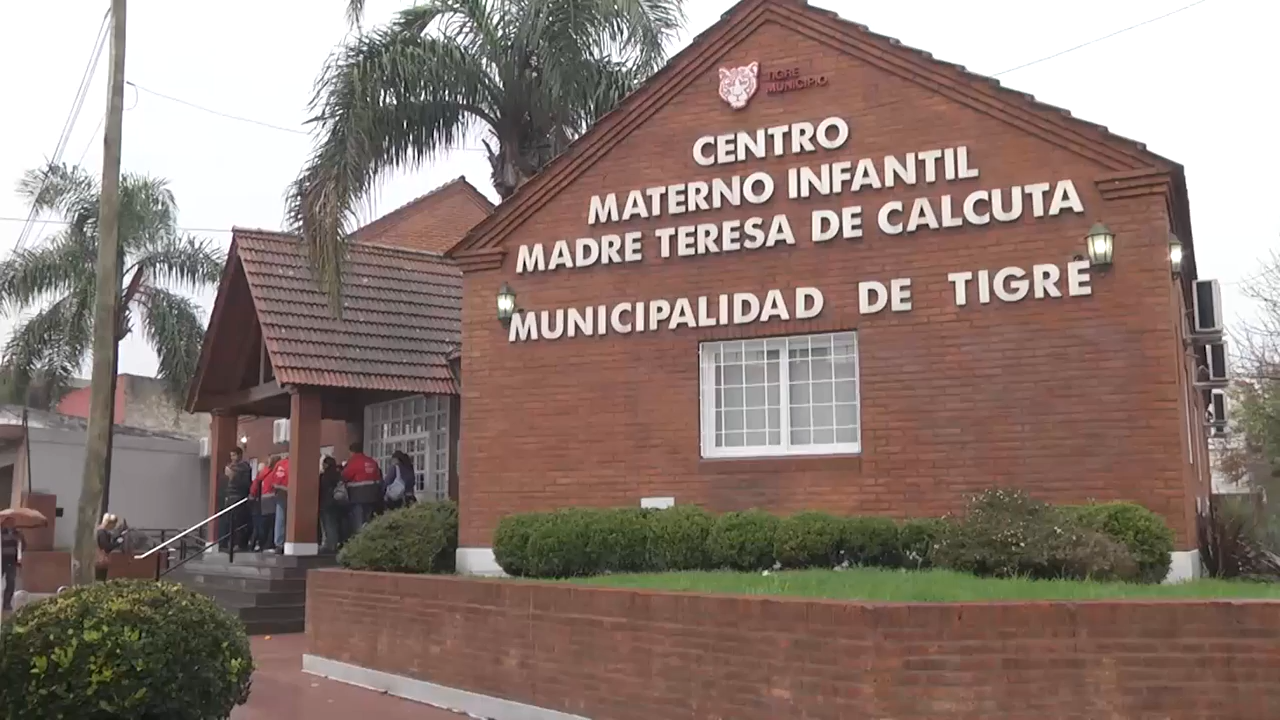 TIGRE
MUNICIPIO
CENTRO
MATERNO INFANTIL
MADRE TERESA DE CALCUTA
MUNICIPALIDAD DE TIGRE